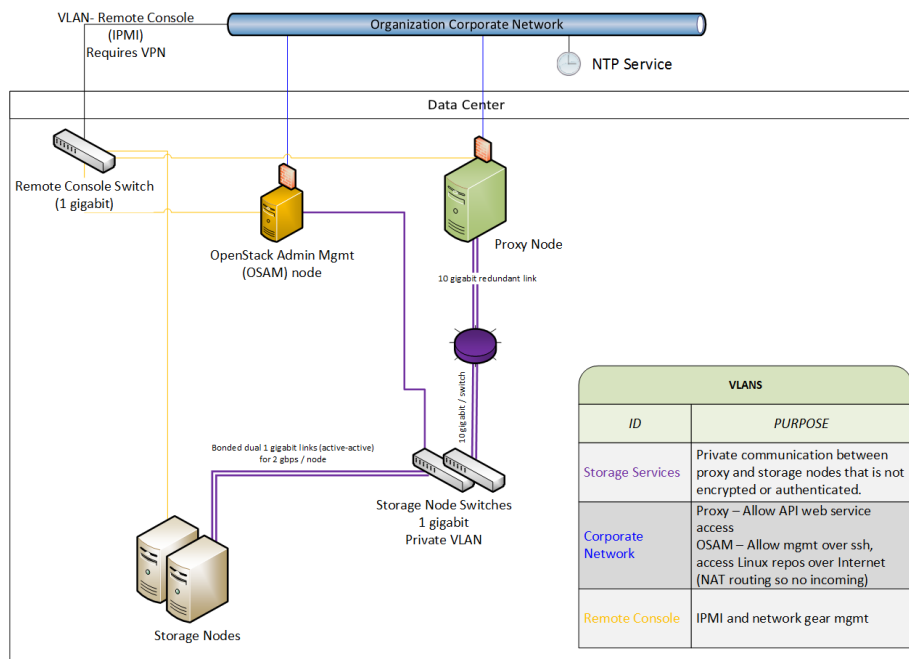 VLAN- Remote Console
(IPMI)
Requires VPN
Organization Corporate Network
NTP Service
Data Center
Remote Console Switch
(1 gigabit)
OpenStack Admin Mgmt
(OSAM) node
Proxy Node
10 gigabit redundant link
10 gigabit / switch
Bonded dual 1 gigabit links (active-active)
for 2 gbps / node
Storage Node Switches
1 gigabit
Private VLAN
Storage Nodes
VLANS
ID
PURPOSE
Storage Services
Private communication between
proxy and storage nodes that is not
encrypted or authenticated.
Corporate
Network
Proxy – Allow API web service
access
OSAM – Allow mgmt over ssh,
access Linux repos over Internet
(NAT routing so no incoming)
Remote Console
IPMI and network gear mgmt